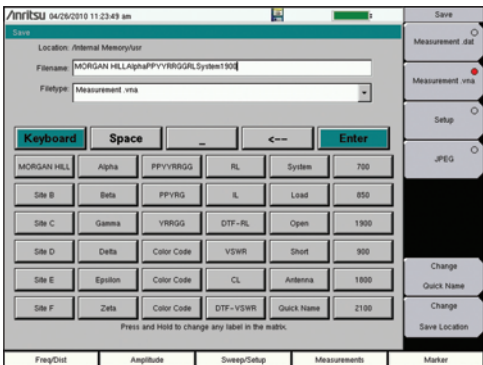 /Inritsu 04/26/2010 11:23:49 am
Save
Save
Location: /Internal Memory/usr
Filename: MORGAN HILLAlphaPPVYRRGGRLSystem1900
Filetype: Measurement .vna
Keyboard Space _ <-- Enter
MORGAN HILL Alpha PPVYRRGG RL System 700
Site B Beta PPVRG IL Load 850
Site C Gamma YRRGG DTF-RL Open 1900
Site D Delta Color Code VSWR Short 900
Site E Epsilon Color Code CL Antenna 1800
Site F Zeta Color Code DTF-VSWR Quick Name 2100
Press and Hold to change any label in the matrix.
Measurement .dat
Measurement .vna
Setup
JPEG
Change
Quick Name
Change
Save Location
Freq/Dist Amplitude Sweep/Setup Measurements Marker